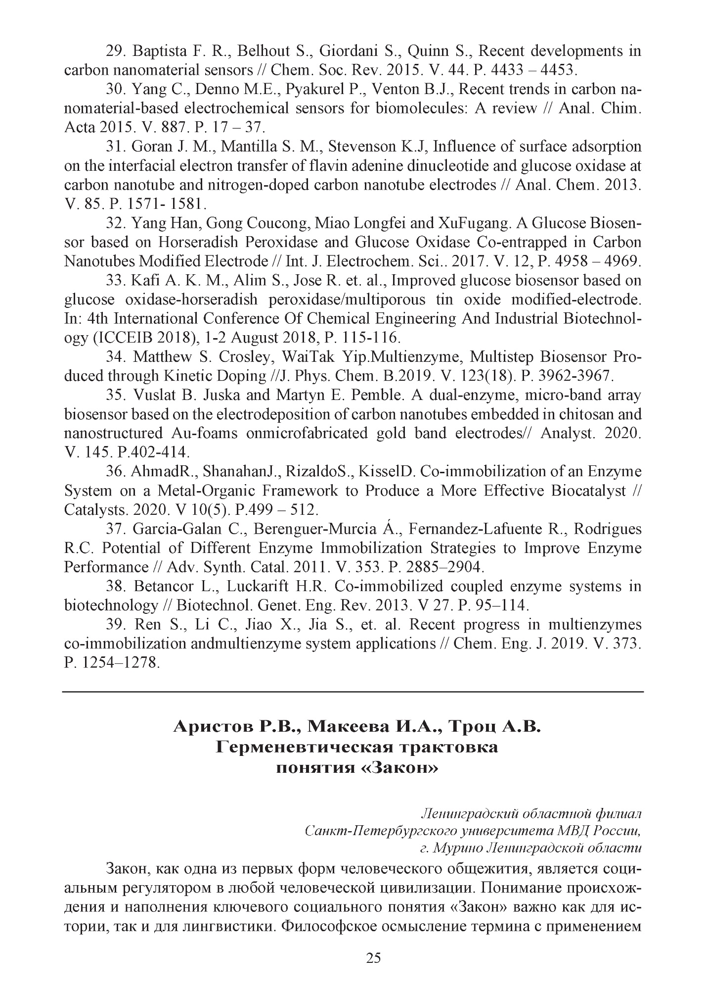 29. Baptista F. R., Belhout S., Giordani S., Quinn S., Recent developments in
carbon nanomaterial sensors // Chem. Soc. Rev. 2015. V. 44. P. 4433 – 4453.
30. Yang C., Denno M.E., Pyakurel P., Venton B.J., Recent trends in carbon na-
nomaterial-based electrochemical sensors for biomolecules: A review // Anal. Chim.
Acta 2015. V. 887. P. 17 – 37.
31. Goran J. M., Mantilla S. M., Stevenson K.J, Influence of surface adsorption
on the interfacial electron transfer of flavin adenine dinucleotide and glucose oxidase at
carbon nanotube and nitrogen-doped carbon nanotube electrodes // Anal. Chem. 2013.
V. 85. P. 1571- 1581.
32. Yang Han, Gong Coucong, Miao Longfei and XuFugang. A Glucose Biosen-
sor based on Horseradish Peroxidase and Glucose Oxidase Co-entrapped in Carbon
Nanotubes Modified Electrode // Int. J. Electrochem. Sci.. 2017. V. 12, P. 4958 – 4969.
33. Kafi A. K. M., Alim S., Jose R. et. al., Improved glucose biosensor based on
glucose oxidase-horseradish peroxidase/multiporous tin oxide modified-electrode.
In: 4th International Conference Of Chemical Engineering And Industrial Biotechnol-
ogy (ICCEIB 2018), 1-2 August 2018, P. 115-116.
34. Matthew S. Crosley, WaiTak Yip.Multienzyme, Multistep Biosensor Pro-
duced through Kinetic Doping //J. Phys. Chem. B.2019. V. 123(18). P. 3962-3967.
35. Vuslat B. Juska and Martyn E. Pemble. A dual-enzyme, micro-band array
biosensor based on the electrodeposition of carbon nanotubes embedded in chitosan and
nanostructured Au-foams onmicrofabricated gold band electrodes// Analyst. 2020.
V. 145. P.402-414.
36. AhmadR., ShanahanJ., RizaldoS., KisselD. Co-immobilization of an Enzyme
System on a Metal-Organic Framework to Produce a More Effective Biocatalyst //
Catalysts. 2020. V 10(5). P.499 – 512.
37. Garcia-Galan C., Berenguer-Murcia Á., Fernandez-Lafuente R., Rodrigues
R.C. Potential of Different Enzyme Immobilization Strategies to Improve Enzyme
Performance // Adv. Synth. Catal. 2011. V. 353. P. 2885–2904.
38. Betancor L., Luckarift H.R. Co-immobilized coupled enzyme systems in
biotechnology // Biotechnol. Genet. Eng. Rev. 2013. V 27. P. 95–114.
39. Ren S., Li C., Jiao X., Jia S., et. al. Recent progress in multienzymes
co-immobilization andmultienzyme system applications // Chem. Eng. J. 2019. V. 373.
P. 1254–1278.
Аристов Р.В., Макеева И.А., Троц А.В.
Герменевтическая трактовка
понятия «Закон»
Ленинградский областной филиал
Санкт-Петербургского университета МВД России,
г. Мурино Ленинградской области
Закон, как одна из первых форм человеческого общежития, является соци-
альным регулятором в любой человеческой цивилизации. Понимание происхож-
дения и наполнения ключевого социального понятия «Закон» важно как для ис-
тории, так и для лингвистики. Философское осмысление термина с применением
25